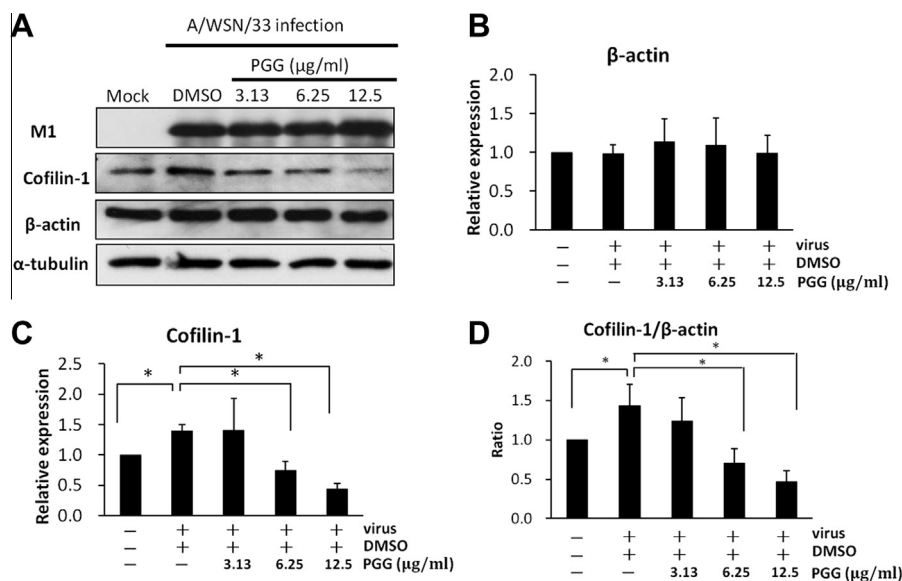 A
A/WSN/33 infection
PGG (µg/ml)
Mock DMSO 3.13 6.25 12.5
M1
Cofilin-1
β-actin
α-tubulin
B
β-actin
Relative expression
2.0
1.5
1.0
0.5
0.0
− + + + + virus
− + + + + DMSO
− − 3.13 6.25 12.5 PGG (µg/ml)
C
Cofilin-1
Relative expression
2.5
2.0
1.5
1.0
0.5
0.0
*
*
*
− + + + + virus
− + + + + DMSO
− − 3.13 6.25 12.5 PGG (µg/ml)
D
Cofilin-1/β-actin
Ratio
2.0
1.5
1.0
0.5
0.0
*
*
*
− + + + + virus
− + + + + DMSO
− − 3.13 6.25 12.5 PGG (µg/ml)